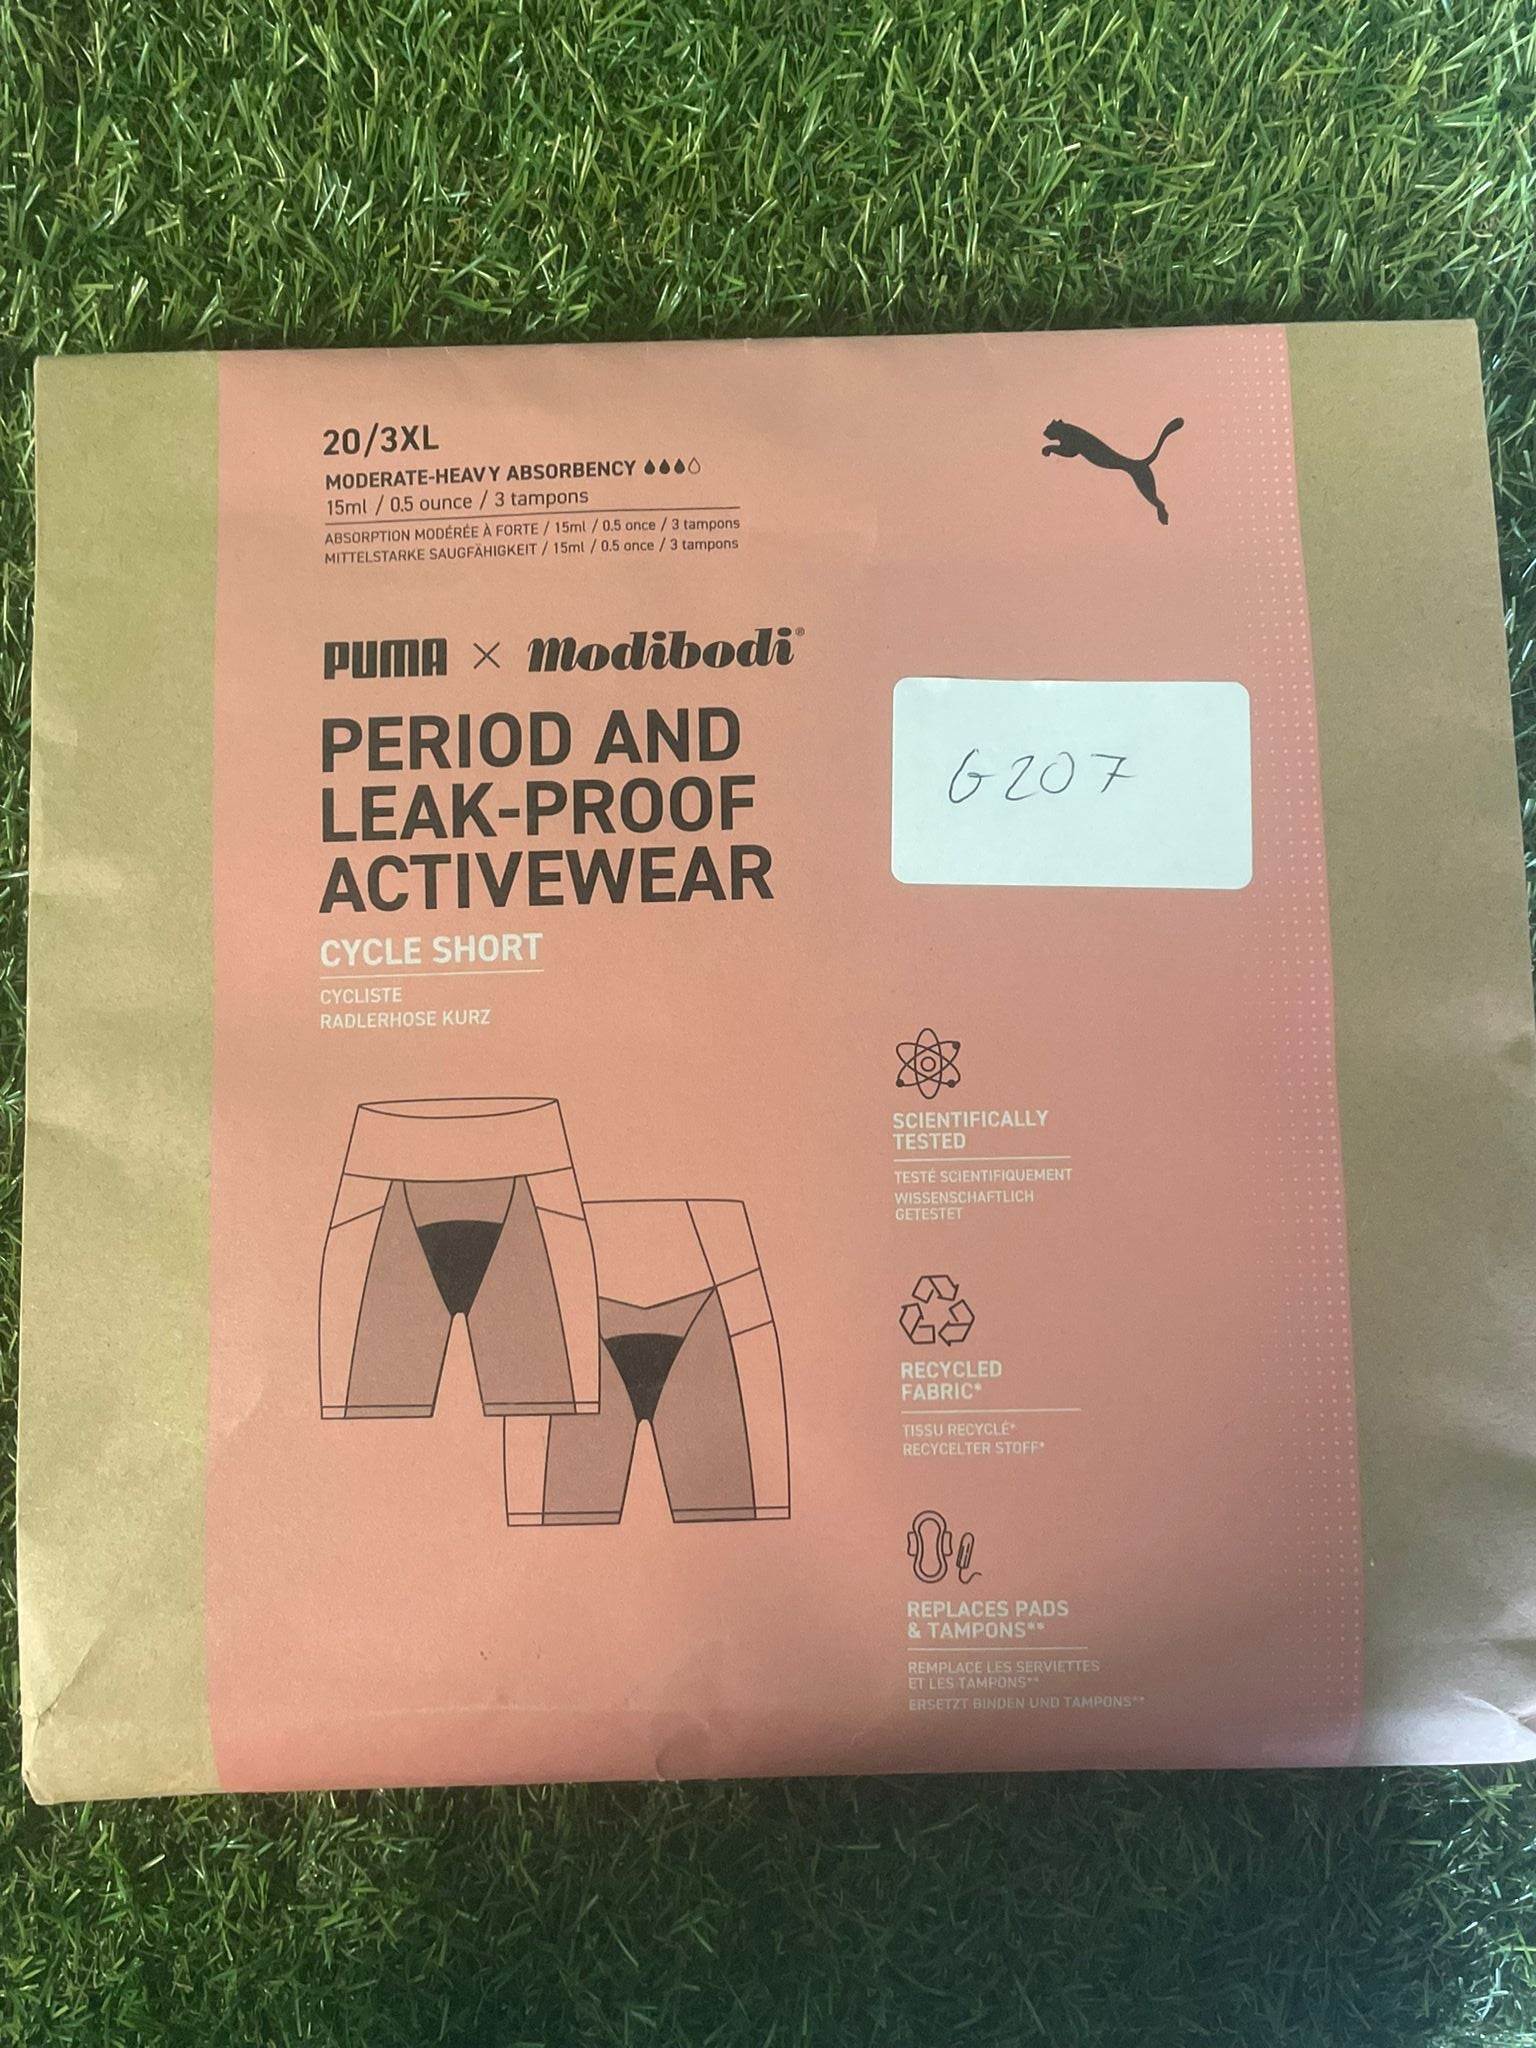 20/3XL
MODERATE-HEAVY ABSORBENCY
15ml / 0.5 ounce / 3 tampons
ABSORPTION MODÉRÉE À FORTE / 15ml / 0.5 once / 3 tampons
MITTELSTARKE SAUGFÄHIGKEIT / 15ml / 0.5 once / 3 tampons
PUMA × modibodi®
PERIOD AND
LEAK-PROOF
ACTIVEWEAR
CYCLE SHORT
CYCLISTE
RADLERHOSE KURZ
G207
SCIENTIFICALLY
TESTED
TESTÉ SCIENTIFIQUEMENT
WISSENSCHAFTLICH
GETESTET
RECYCLED
FABRIC*
TISSU RECYCLÉ*
RECYCELTER STOFF*
REPLACES PADS
& TAMPONS**
REMPLACE LES SERVIETTES
ET LES TAMPONS**
ERSETZT BINDEN UND TAMPONS**